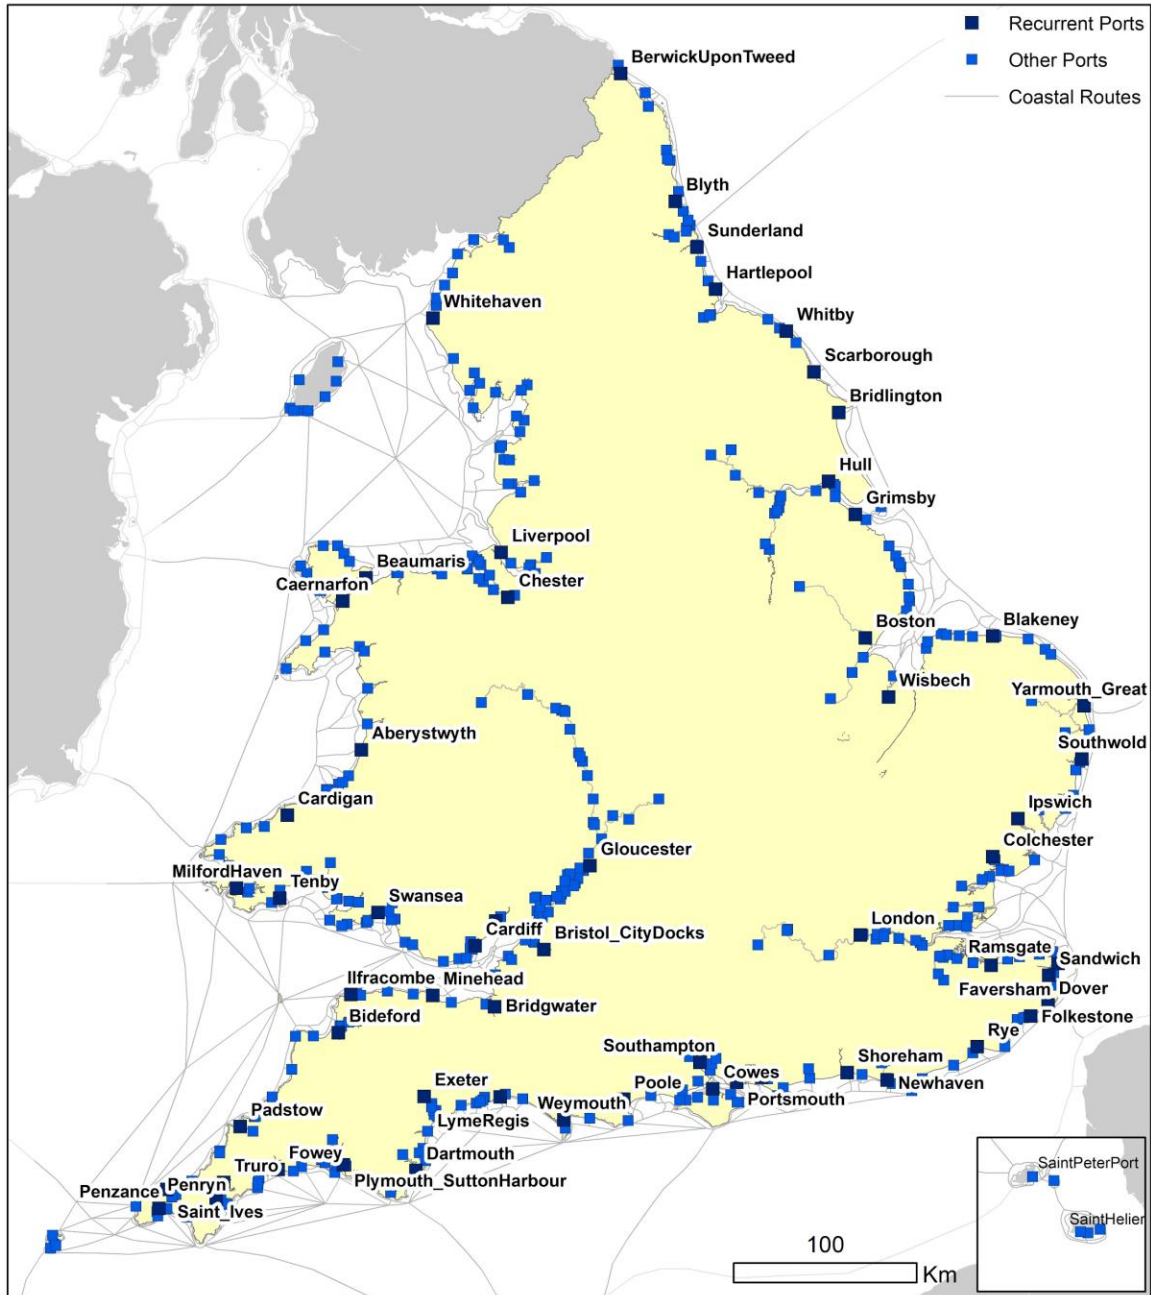 Recurrent Ports
Other Ports
Coastal Routes
BerwickUponTweed
Blyth
Sunderland
Hartlepool
Whitehaven
Whitby
Scarborough
Bridlington
Hull
Grimsby
Liverpool
Beaumaris
Chester
Caernarfon
Boston
Blakeney
Wisbech
Yarmouth_Great
Aberystwyth
Southwold
Cardigan
Ipswich
Colchester
Gloucester
MilfordHaven
Tenby
Swansea
London
Cardiff
Bristol_CityDocks
Ramsgate
Sandwich
Ilfracombe
Minehead
Faversham
Dover
Bridgwater
Folkestone
Bideford
Rye
Southampton
Shoreham
Cowes
Newhaven
Exeter
Poole
Portsmouth
Weymouth
LymeRegis
Padstow
Fowey
Dartmouth
Truro
Plymouth_SuttonHarbour
Penryn
Penzance
Saint_Ives
SaintPeterPort
SaintHelier
100
Km